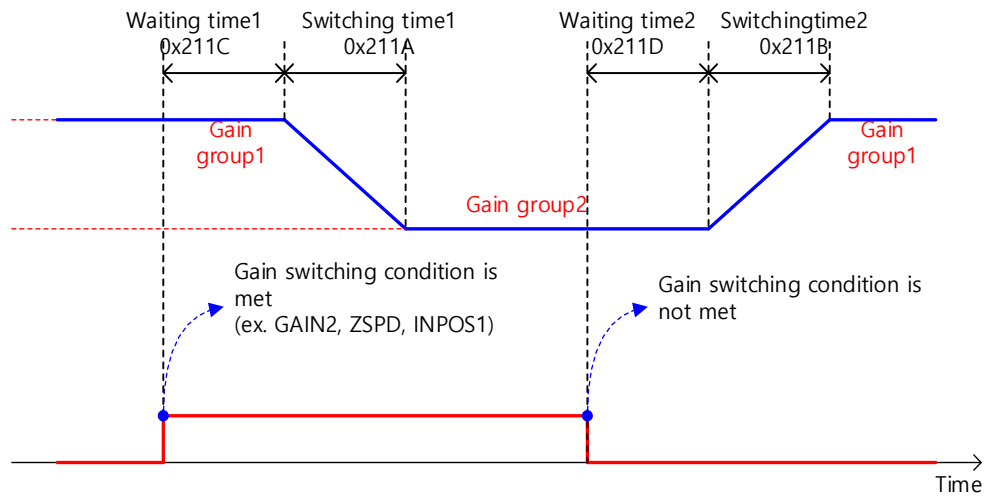 Waiting time1
0x211C
Switching time1
0x211A
Waiting time2
0x211D
Switchingtime2
0x211B
Gain
group1
Gain
group1
Gain group2
Gain switching condition is
met
(ex. GAIN2, ZSPD, INPOS1)
Gain switching condition is
not met
Time